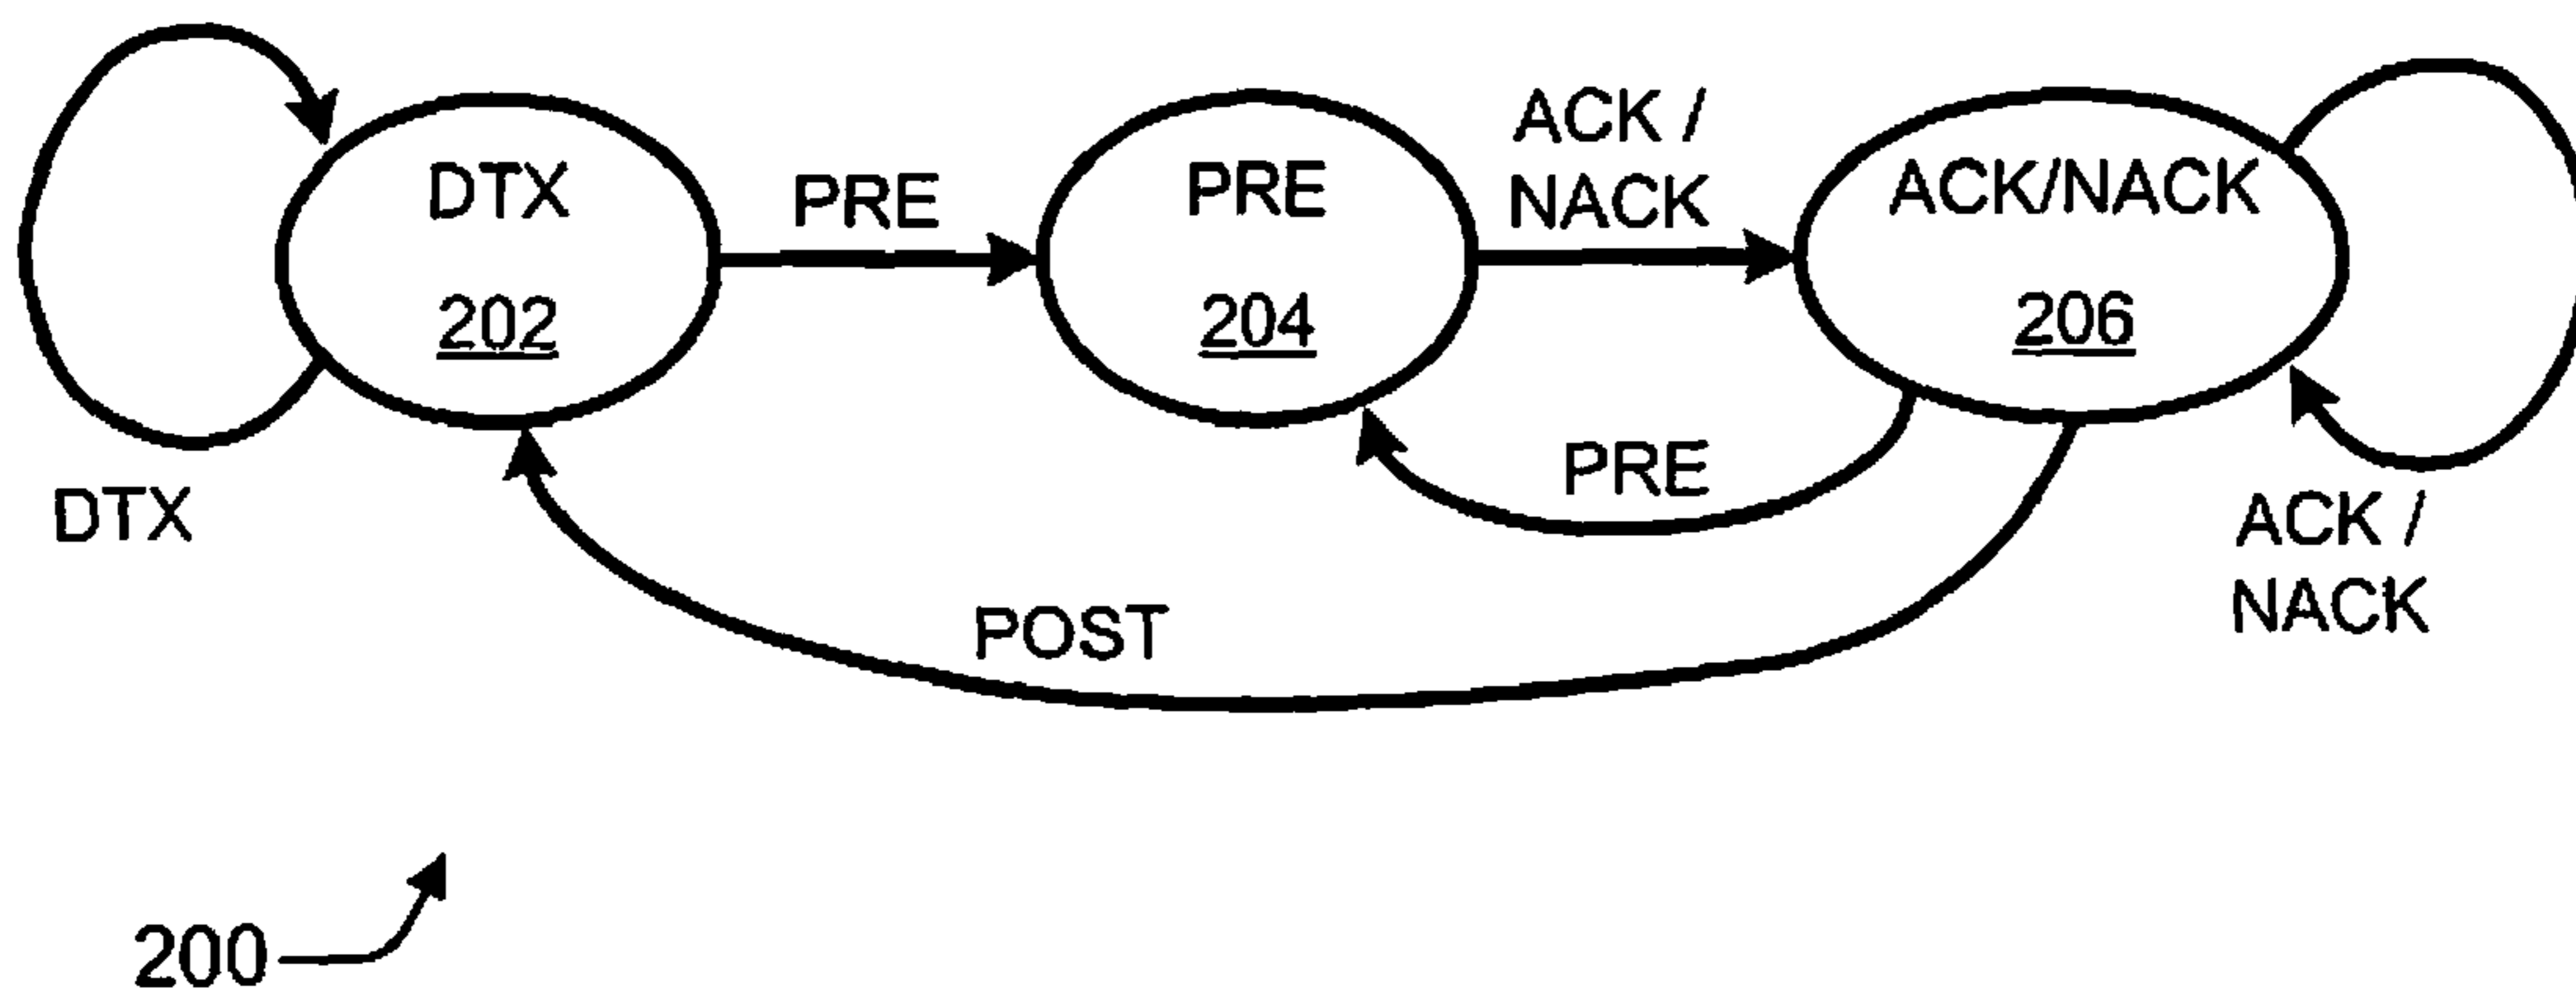 DTX
202
PRE
PRE
204
ACK /
NACK
ACK/NACK
206
DTX
PRE
ACK /
NACK
POST
200